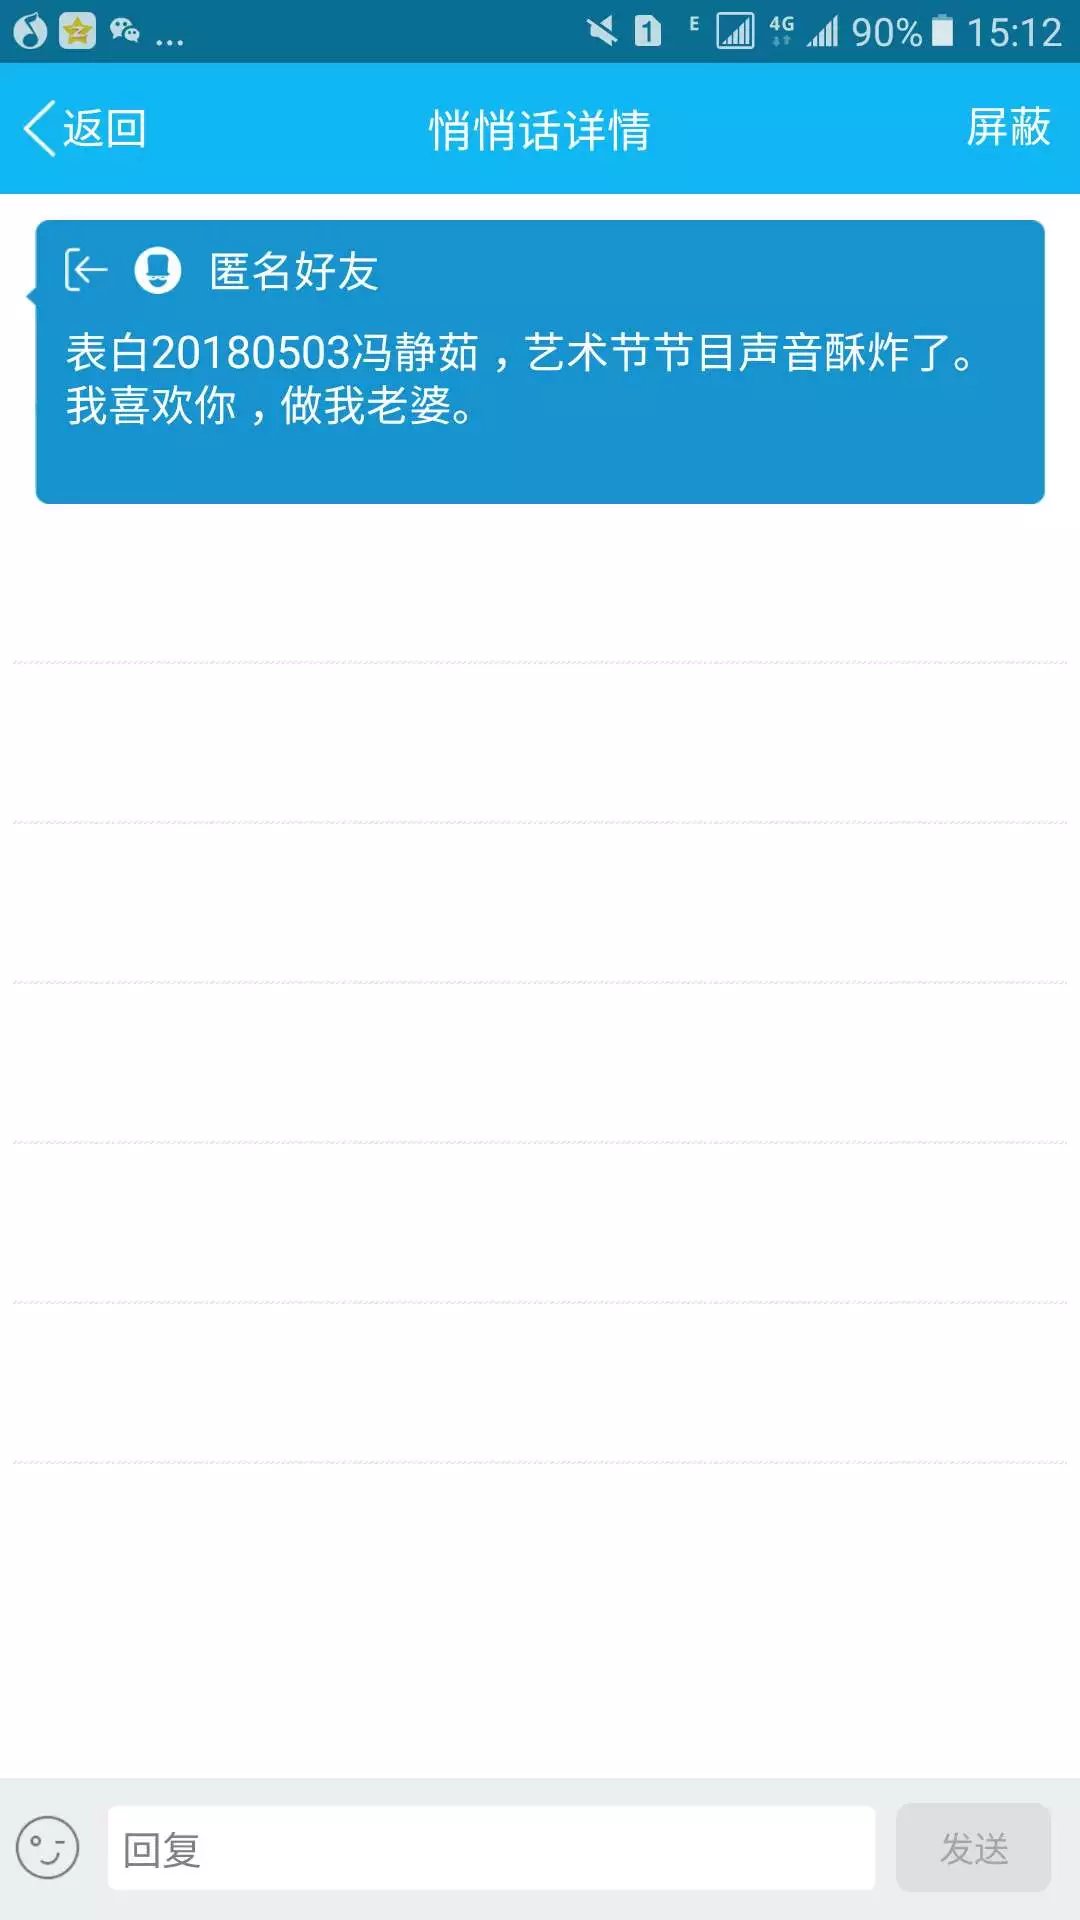 ... 1 E 4G 90% 15:12
返回 悄悄话详情 屏蔽
匿名好友
表白20180503冯静茹，艺术节节目声音酥炸了。
我喜欢你，做我老婆。
回复 发送